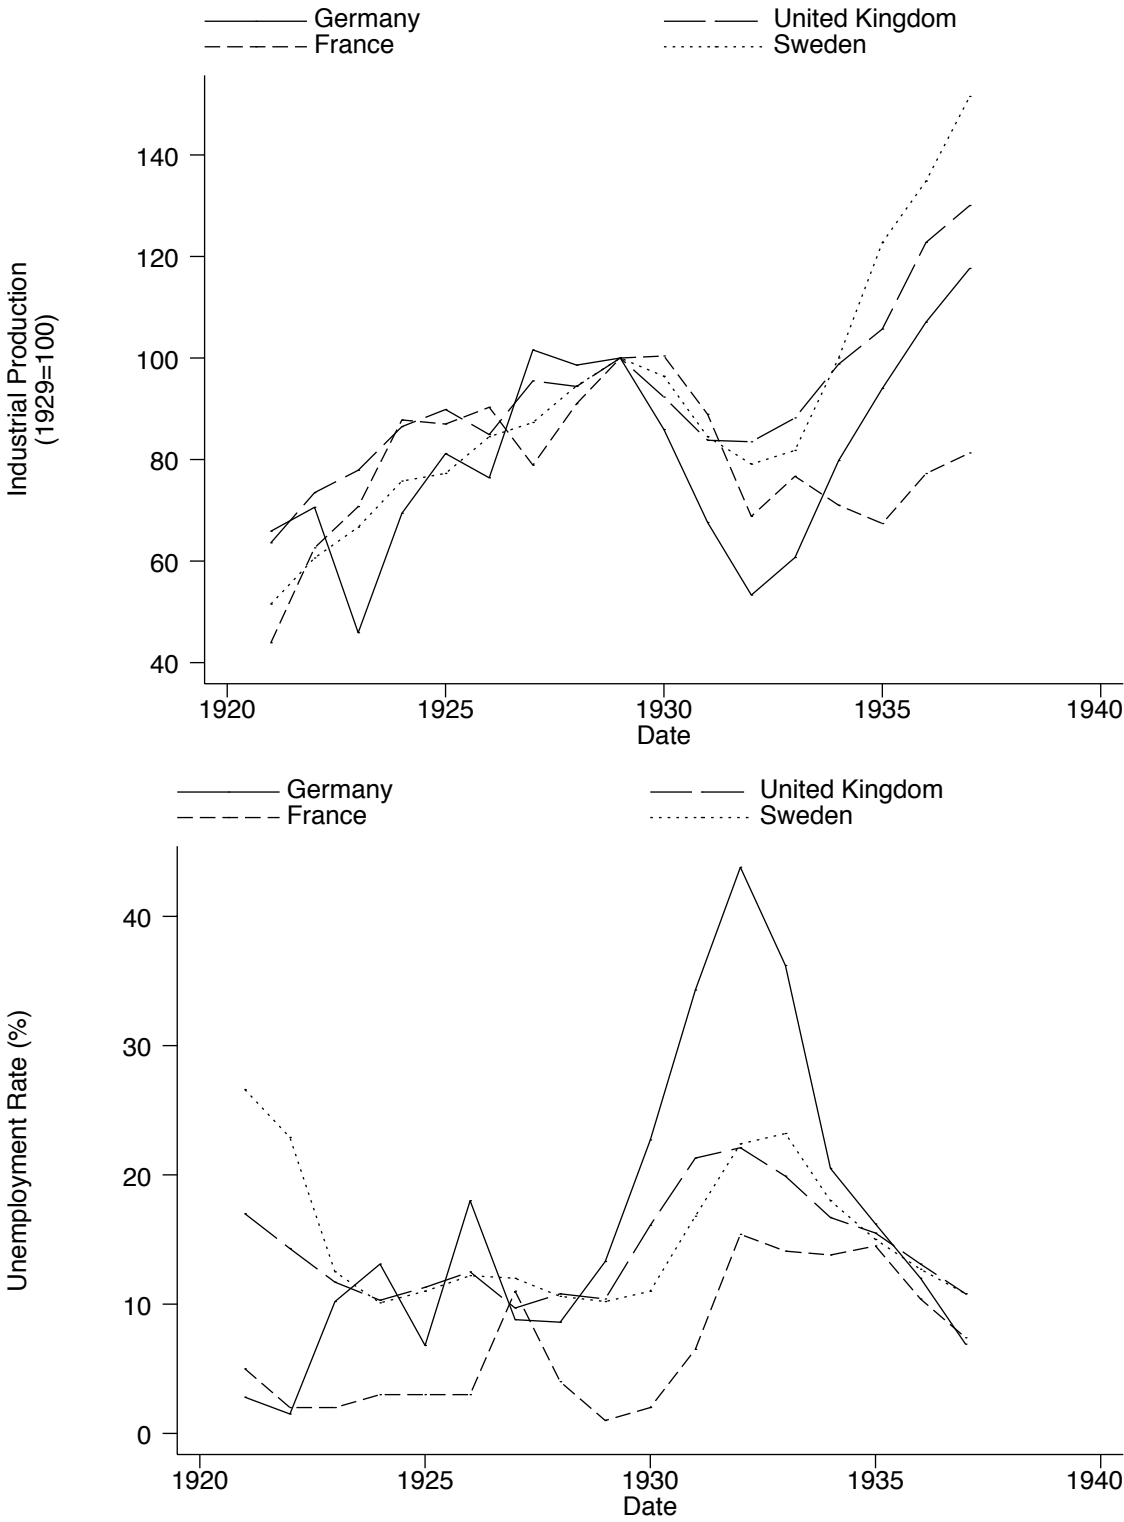 Germany United Kingdom
France Sweden
Industrial Production
(1929=100)
140
120
100
80
60
40
1920 1925 1930 1935 1940
Date
Germany United Kingdom
France Sweden
Unemployment Rate (%)
40
30
20
10
0
1920 1925 1930 1935 1940
Date